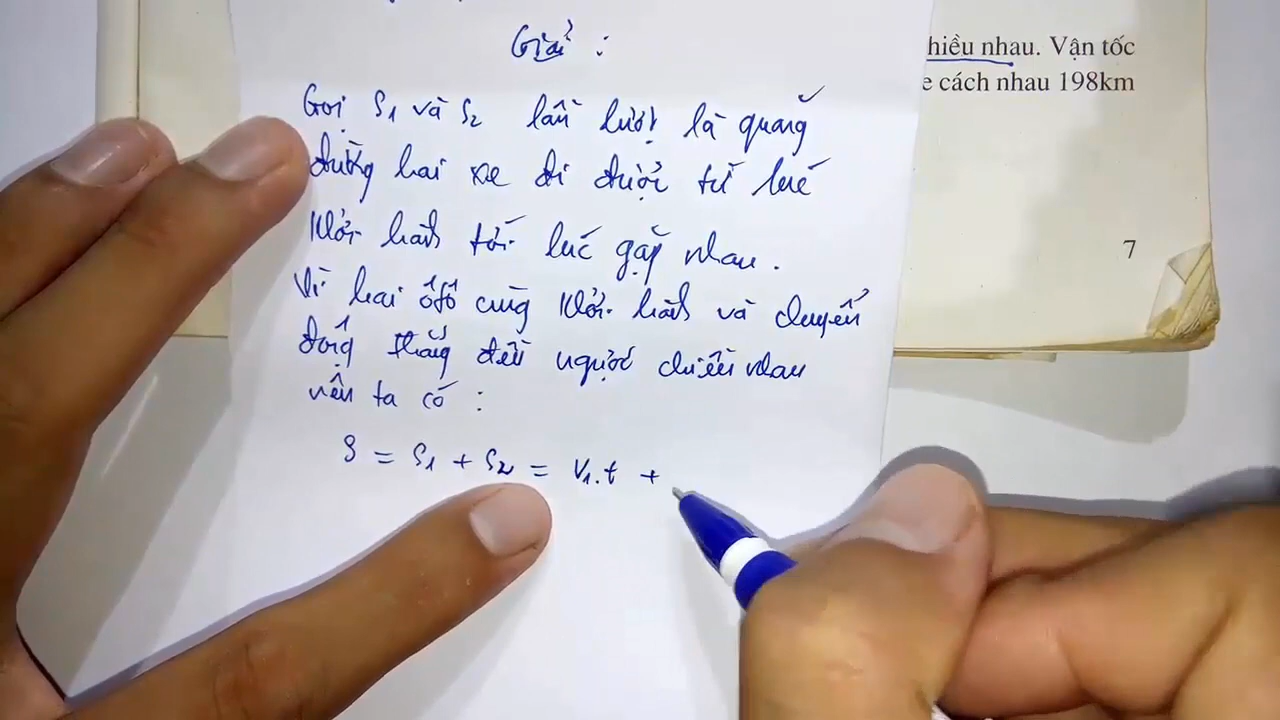 Giải :
hiều nhau. Vận tốc
e cách nhau 198km
Gọi S1 và S2 lần lượt là quãng
đường hai xe đi được từ lúc
khởi hành tới lúc gặp nhau.
7
Vì hai ôtô cùng khởi hành và chuyển
động thẳng đều ngược chiều nhau
nên ta có :
S = S1 + S2 = V1.t +